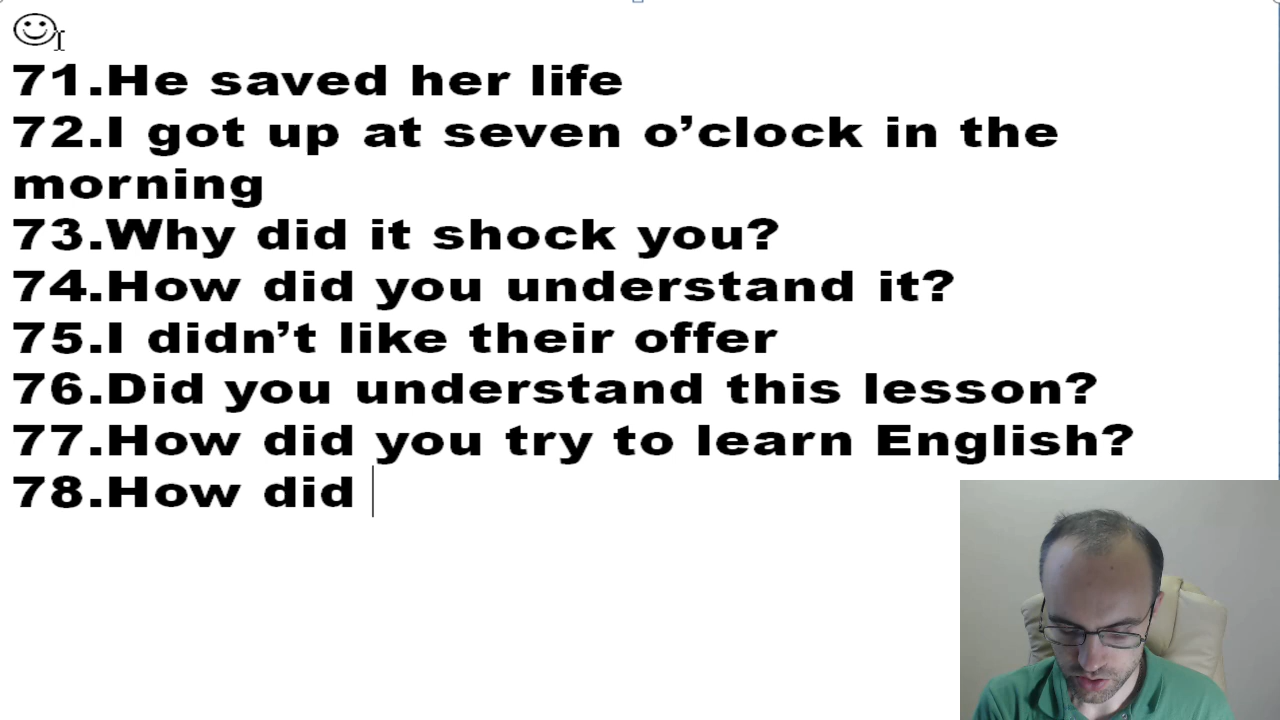 71.He saved her life
72.I got up at seven o’clock in the
morning
73.Why did it shock you?
74.How did you understand it?
75.I didn’t like their offer
76.Did you understand this lesson?
77.How did you try to learn English?
78.How did